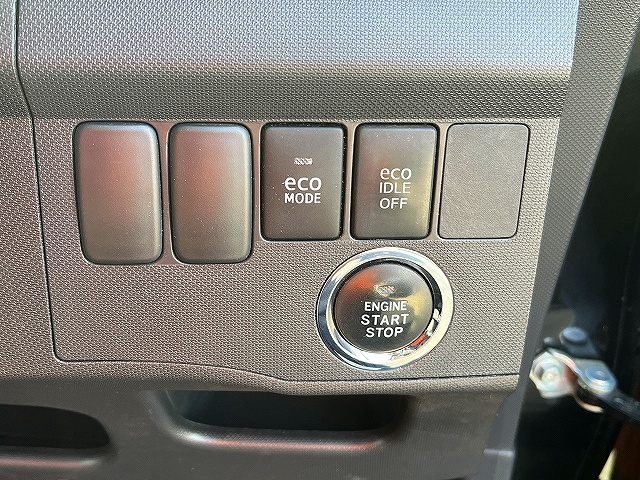 eco
MODE
eco
IDLE
OFF
ENGINE
START
STOP